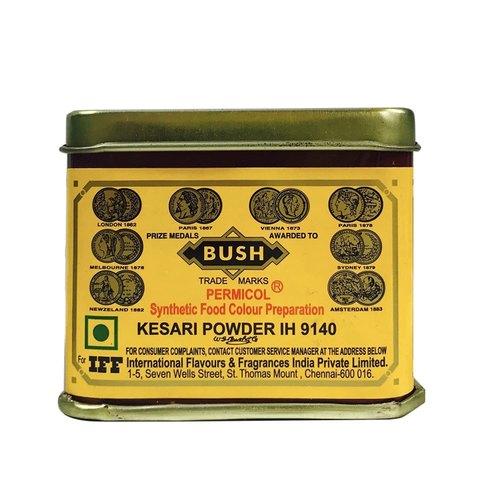 LONDON 1862
PARIS 1867
VIENNA 1873
PARIS 1878
PRIZE MEDALS
AWARDED TO
BUSH
MELBOURNE 1878
SYDNEY 1879
TRADE MARKS
PERMICOL®
Synthetic Food Colour Preparation
NEWZELAND 1882
AMSTERDAM 1883
KESARI POWDER IH 9140
FOR CONSUMER COMPLAINTS, CONTACT CUSTOMER SERVICE MANAGER AT THE ADDRESS BELOW
For IFF International Flavours & Fragrances India Private Limited.
1-5, Seven Wells Street, St. Thomas Mount , Chennai-600 016.